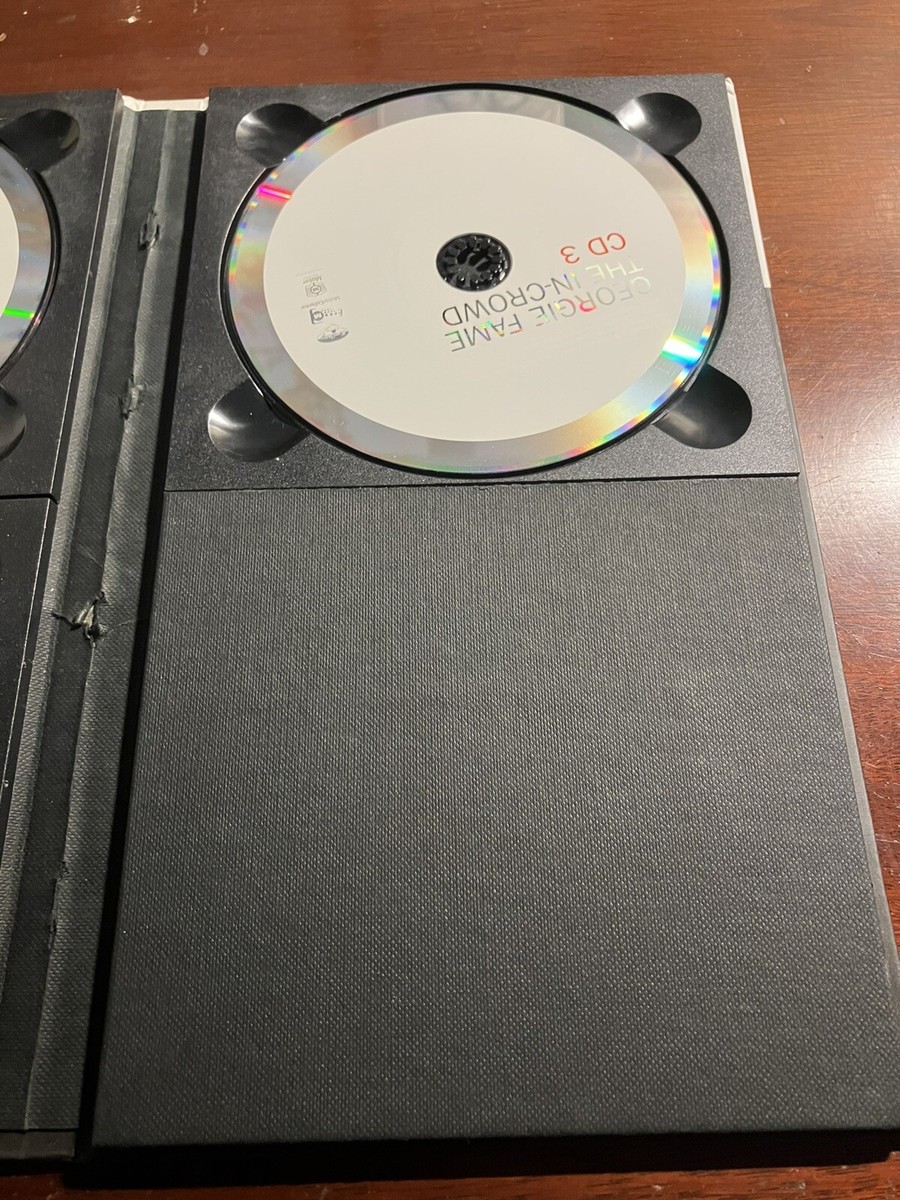 GEORGIE FAME
THE IN-CROWD
CD 3